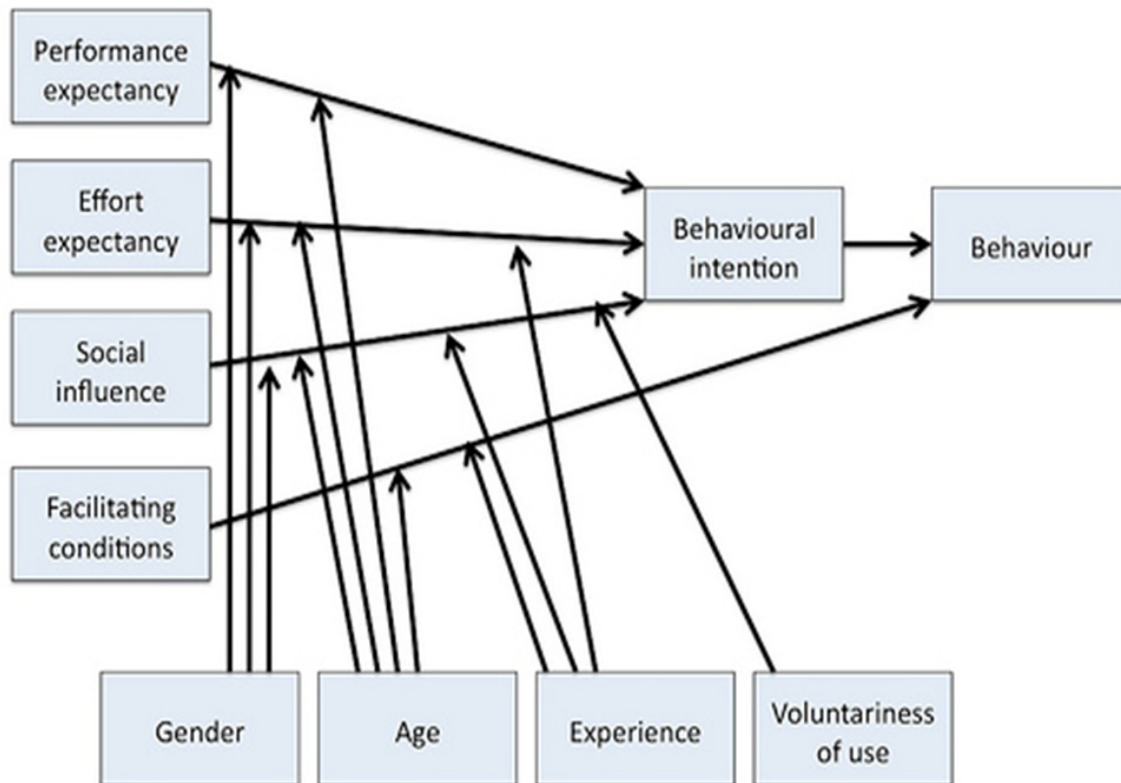 Performance
expectancy
Effort
expectancy
Social
influence
Facilitating
conditions
Behavioural
intention
Behaviour
Gender
Age
Experience
Voluntariness
of use